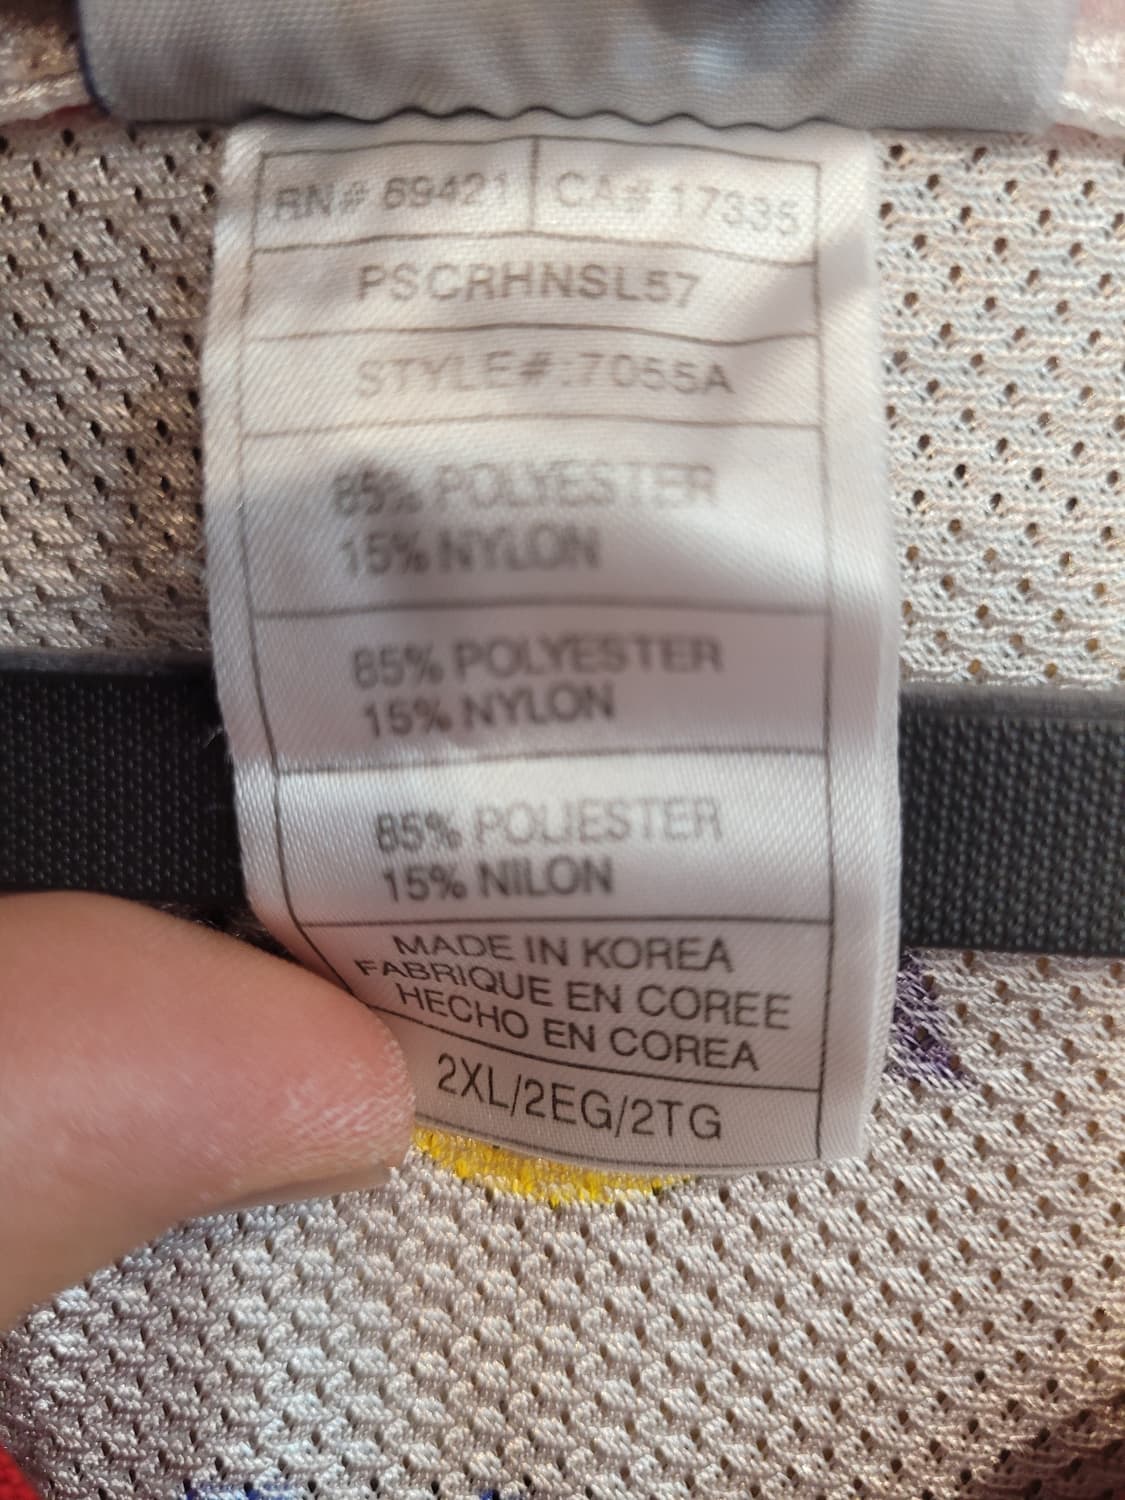 RN# 69421 CA# 17335
PSCRHNSL57
STYLE#:7055A
85% POLYESTER
15% NYLON
85% POLYESTER
15% NYLON
85% POLIESTER
15% NILON
MADE IN KOREA
FABRIQUE EN COREE
HECHO EN COREA
2XL/2EG/2TG